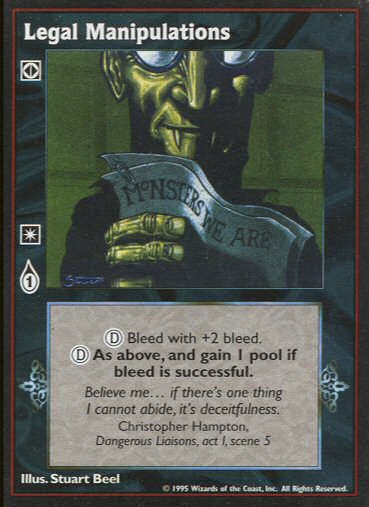 Legal Manipulations
MONSTERS
WE ARE
1
Ⓓ Bleed with +2 bleed.
Ⓓ As above, and gain 1 pool if
bleed is successful.
Believe me… if there's one thing
I cannot abide, it's deceitfulness.
Christopher Hampton,
Dangerous Liaisons, act I, scene 5
Illus. Stuart Beel
© 1995 Wizards of the Coast, Inc. All Rights Reserved.